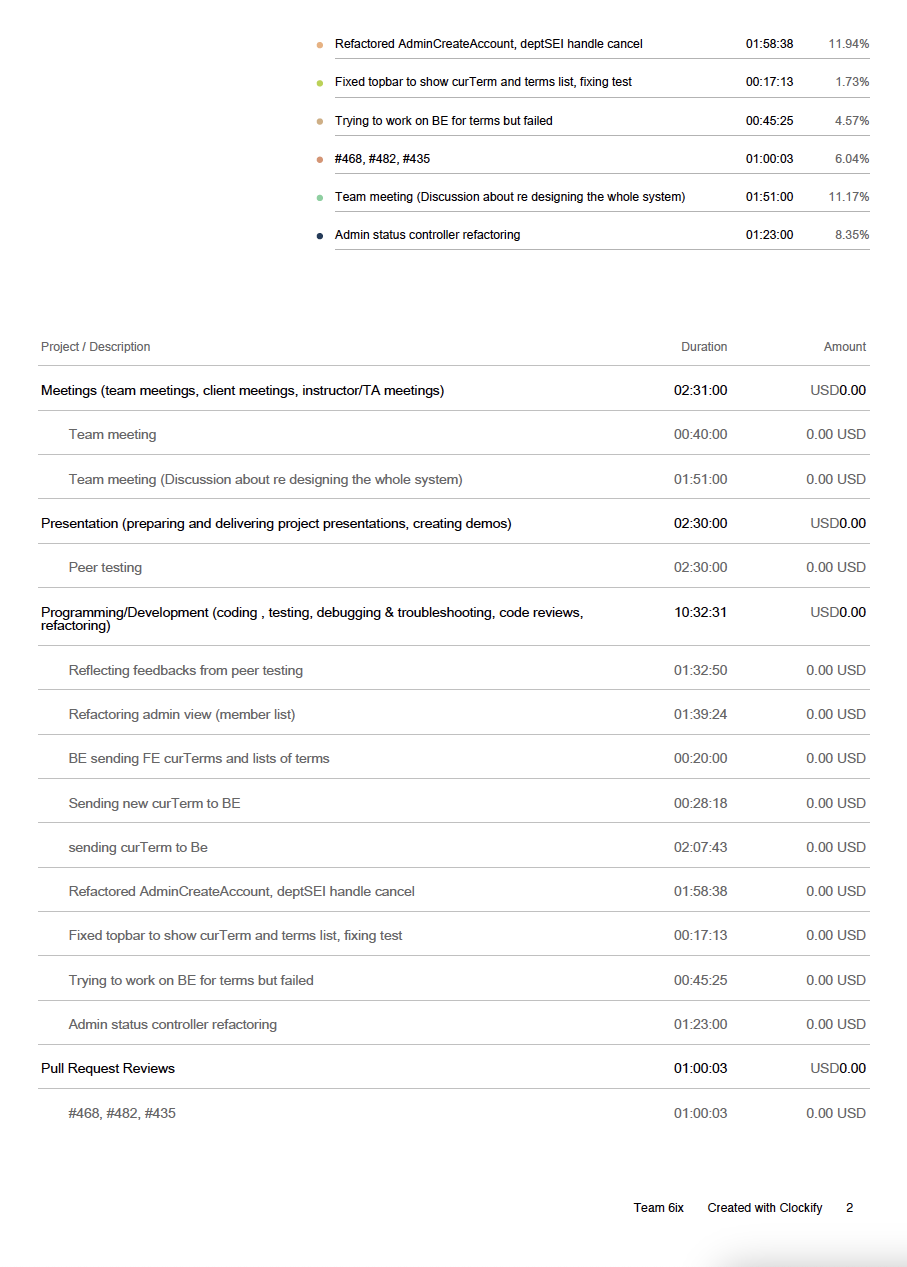 Refactored AdminCreateAccount, deptSEI handle cancel 01:58:38 11.94%
Fixed topbar to show curTerm and terms list, fixing test 00:17:13 1.73%
Trying to work on BE for terms but failed 00:45:25 4.57%
#468, #482, #435 01:00:03 6.04%
Team meeting (Discussion about re designing the whole system) 01:51:00 11.17%
Admin status controller refactoring 01:23:00 8.35%
Project / Description Duration Amount
Meetings (team meetings, client meetings, instructor/TA meetings) 02:31:00 USD0.00
Team meeting 00:40:00 0.00 USD
Team meeting (Discussion about re designing the whole system) 01:51:00 0.00 USD
Presentation (preparing and delivering project presentations, creating demos) 02:30:00 USD0.00
Peer testing 02:30:00 0.00 USD
Programming/Development (coding , testing, debugging & troubleshooting, code reviews, 10:32:31 USD0.00
refactoring)
Reflecting feedbacks from peer testing 01:32:50 0.00 USD
Refactoring admin view (member list) 01:39:24 0.00 USD
BE sending FE curTerms and lists of terms 00:20:00 0.00 USD
Sending new curTerm to BE 00:28:18 0.00 USD
sending curTerm to Be 02:07:43 0.00 USD
Refactored AdminCreateAccount, deptSEI handle cancel 01:58:38 0.00 USD
Fixed topbar to show curTerm and terms list, fixing test 00:17:13 0.00 USD
Trying to work on BE for terms but failed 00:45:25 0.00 USD
Admin status controller refactoring 01:23:00 0.00 USD
Pull Request Reviews 01:00:03 USD0.00
#468, #482, #435 01:00:03 0.00 USD
Team 6ix Created with Clockify 2